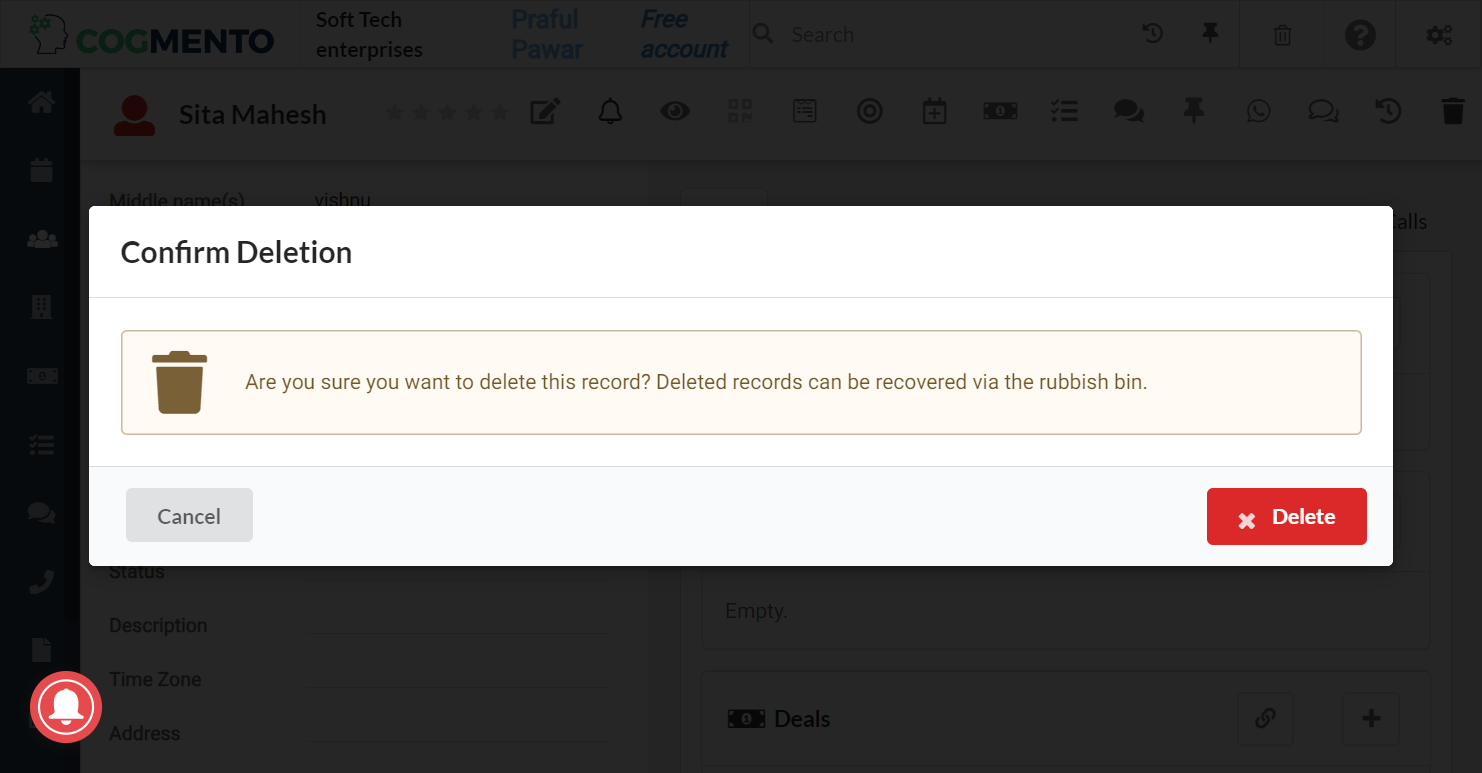 COGMENTO
Soft Tech
enterprises
Praful
Pawar
Free
account
Search
Sita Mahesh
Middle name(s)
vishnu
Calls
Confirm Deletion
Are you sure you want to delete this record? Deleted records can be recovered via the rubbish bin.
Cancel
Delete
Status
Description
Empty.
Time Zone
Deals
Address